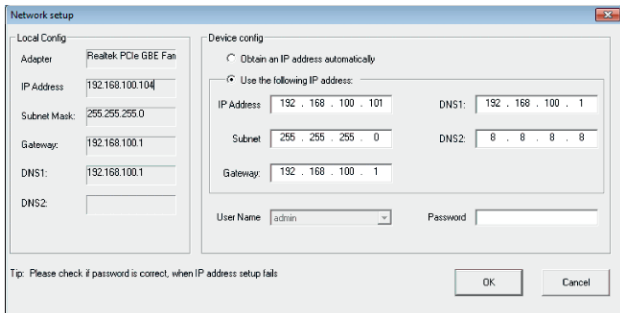 Network setup
Local Config
Adapter Realtek PCIe GBE Fan
IP Address 192.168.100.104
Subnet Mask: 255.255.255.0
Gateway: 192.168.100.1
DNS1: 192.168.100.1
DNS2:
Device config
Obtain an IP address automatically
Use the following IP address:
IP Address 192 . 168 . 100 . 101 DNS1: 192 . 168 . 100 . 1
Subnet 255 . 255 . 255 . 0 DNS2: 8 . 8 . 8 . 8
Gateway: 192 . 168 . 100 . 1
User Name admin Password
Tip: Please check if password is correct, when IP address setup fails
OK Cancel